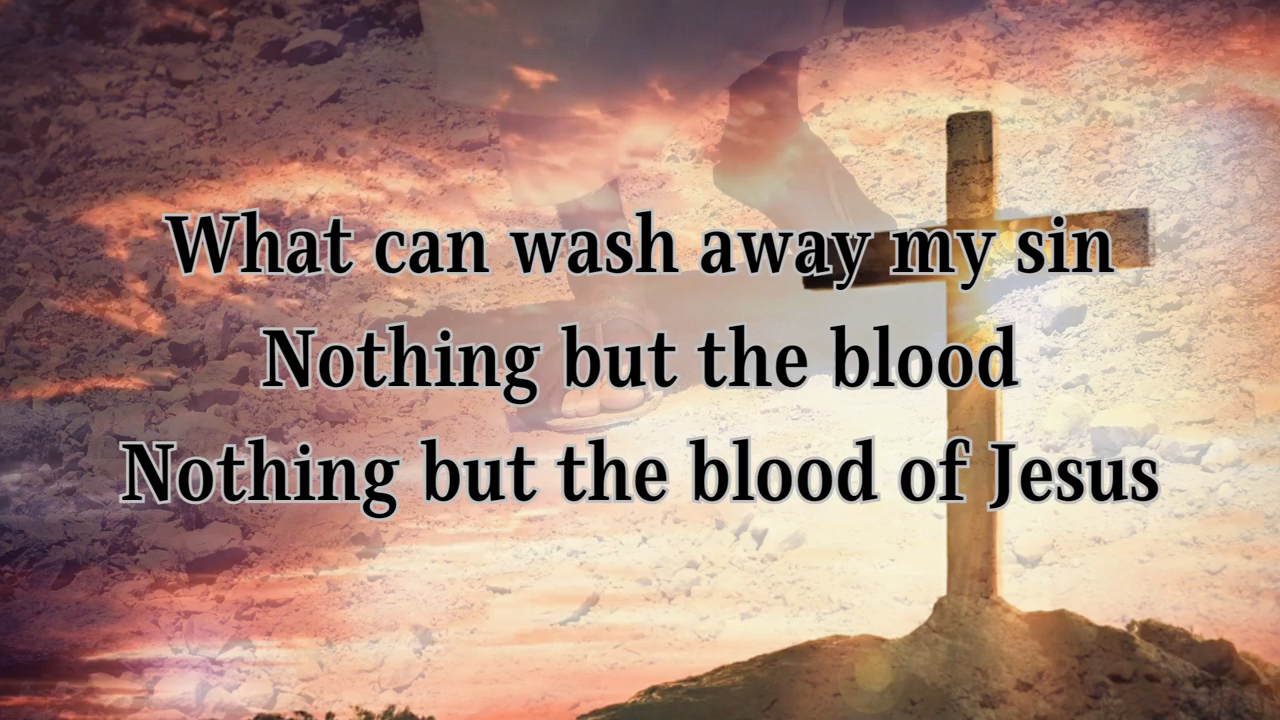 What can wash away my sin
Nothing but the blood
Nothing but the blood of Jesus